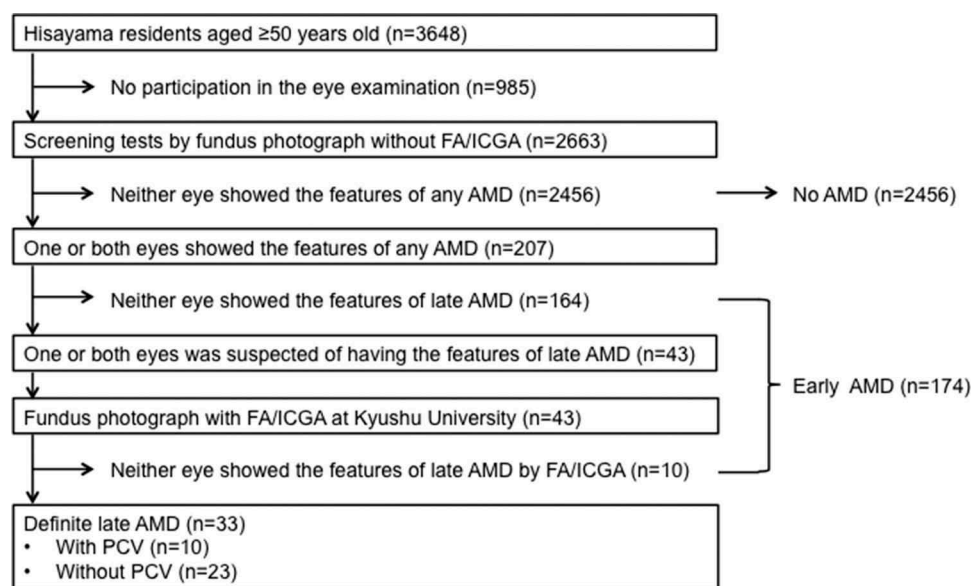 Hisayama residents aged ≥50 years old (n=3648)
No participation in the eye examination (n=985)
Screening tests by fundus photograph without FA/ICGA (n=2663)
Neither eye showed the features of any AMD (n=2456)
No AMD (n=2456)
One or both eyes showed the features of any AMD (n=207)
Neither eye showed the features of late AMD (n=164)
One or both eyes was suspected of having the features of late AMD (n=43)
Early AMD (n=174)
Fundus photograph with FA/ICGA at Kyushu University (n=43)
Neither eye showed the features of late AMD by FA/ICGA (n=10)
Definite late AMD (n=33)
• With PCV (n=10)
• Without PCV (n=23)